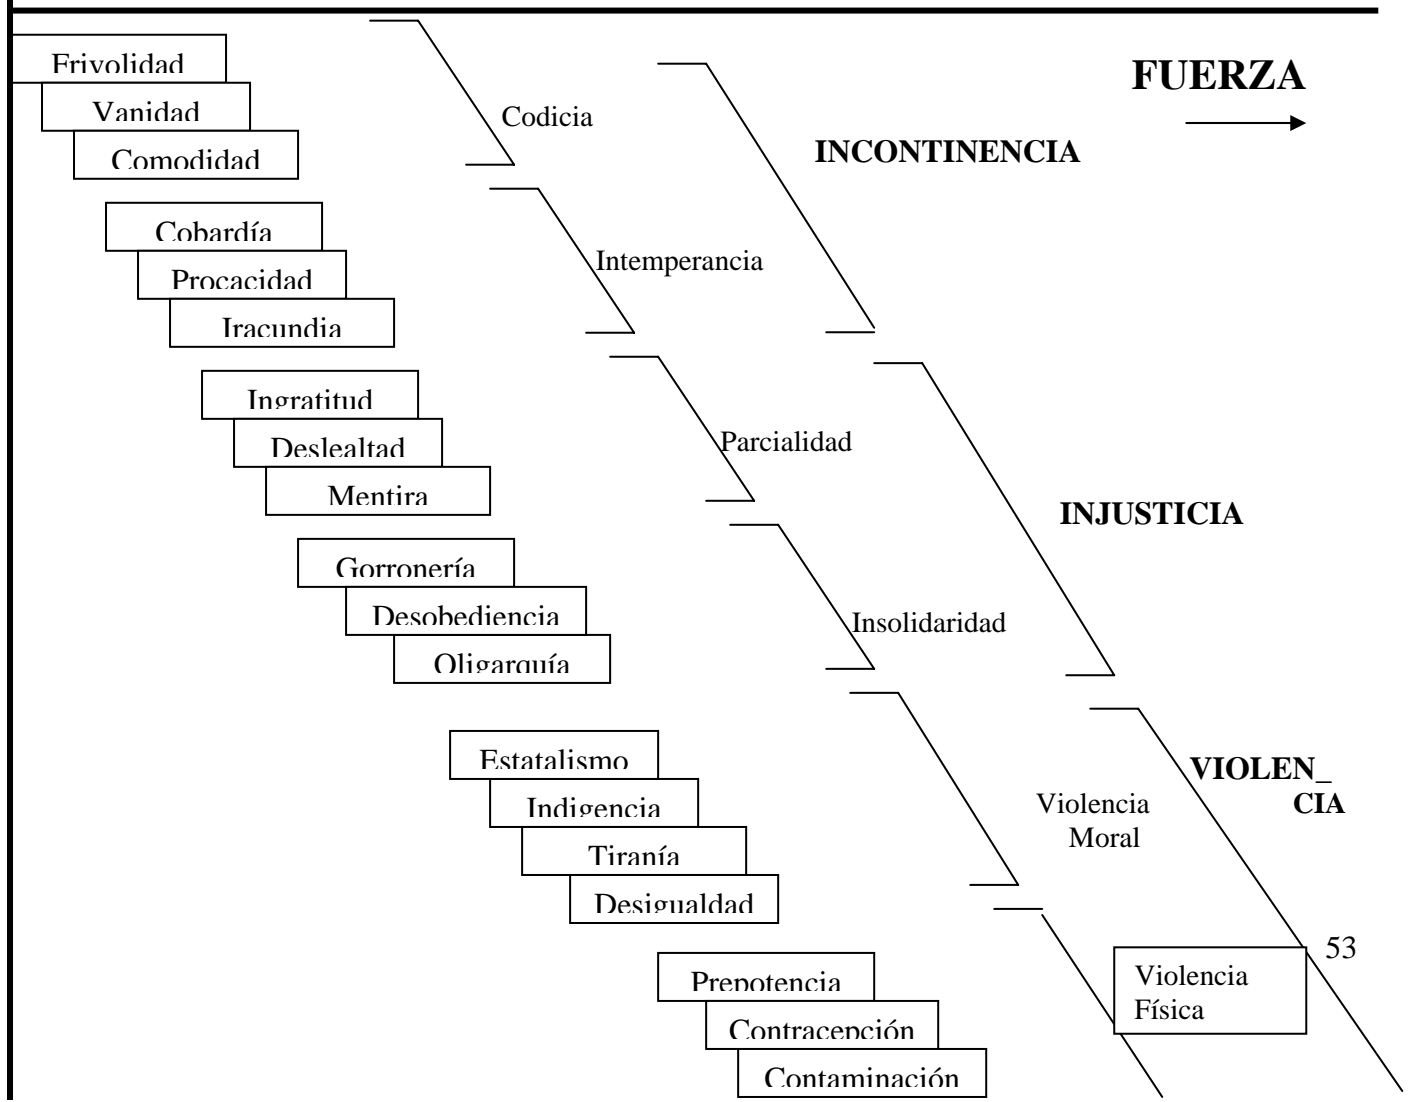 FUERZA
Frivolidad
Vanidad
Comodidad
Codicia
INCONTINENCIA
Cobardía
Procacidad
Iracundia
Intemperancia
Ingratitud
Deslealtad
Mentira
Parcialidad
INJUSTICIA
Gorronería
Desobediencia
Oligarquía
Insolidaridad
Estatalismo
Indigencia
Tiranía
Desigualdad
Violencia
Moral
VIOLEN_
CIA
Prepotencia
Contracepción
Contaminación
Violencia
Física
53